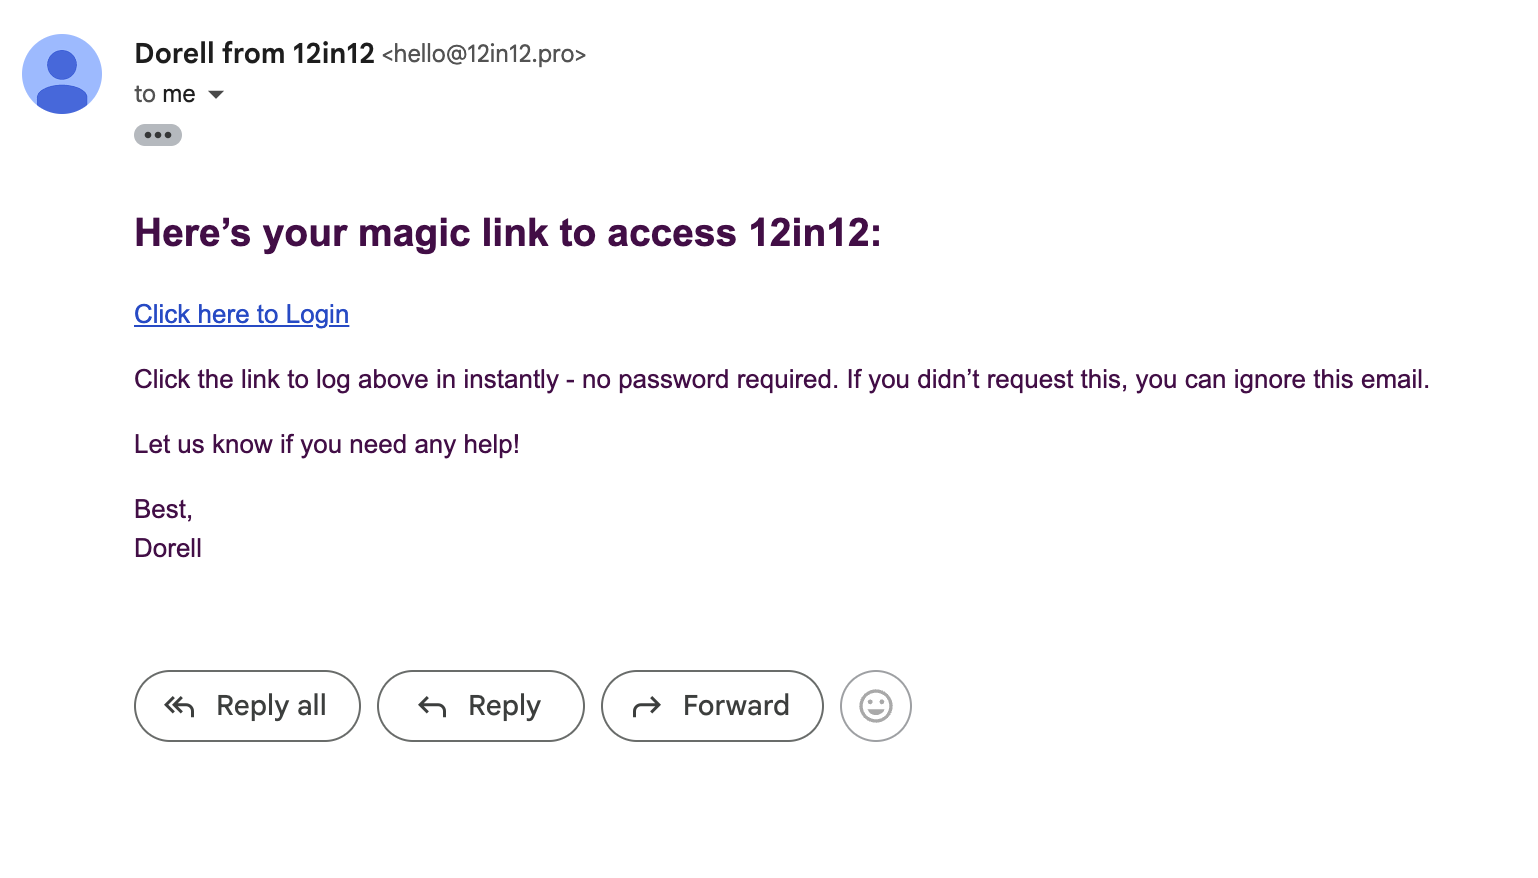 Dorell from 12in12 <hello@12in12.pro>
to me
Here’s your magic link to access 12in12:
Click here to Login
Click the link to log above in instantly - no password required. If you didn’t request this, you can ignore this email.
Let us know if you need any help!
Best,
Dorell
Reply all Reply Forward